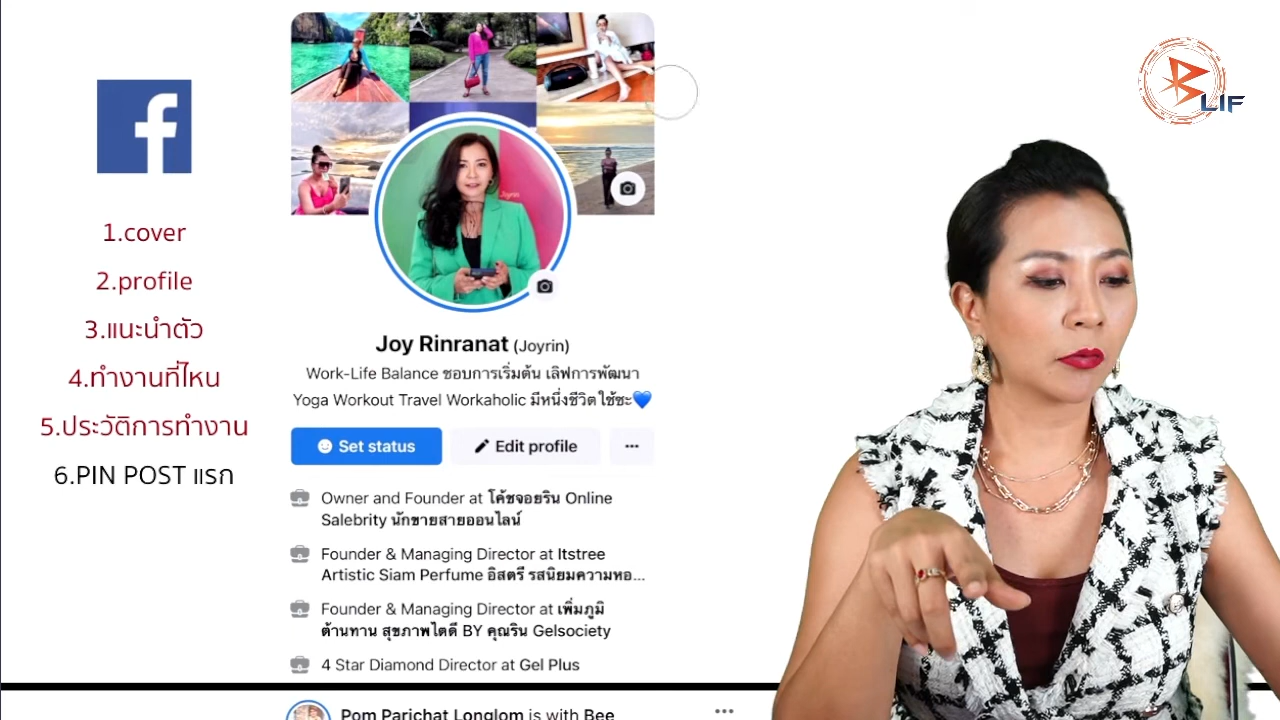 1.cover
2.profile
3.แนะนำตัว
4.ทำงานที่ไหน
5.ประวัติการทำงาน
6.PIN POST แรก
Joyrin
Joy Rinranat (Joyrin)
Work-Life Balance ชอบการเริ่มต้น เลิฟการพัฒนา
Yoga Workout Travel Workaholic มีหนึ่งชีวิต ใช้ซะ💙
Set status
Edit profile
Owner and Founder at โค้ชจอยริน Online
Salebrity นักขายสายออนไลน์
Founder & Managing Director at Itstree
Artistic Siam Perfume อิสตรี รสนิยมความหอ...
Founder & Managing Director at เพิ่มภูมิ
ต้านทาน สุขภาพไตดี BY คุณริน Gelsociety
4 Star Diamond Director at Gel Plus
Pom Parichat Longlom is with Bee
B LIF